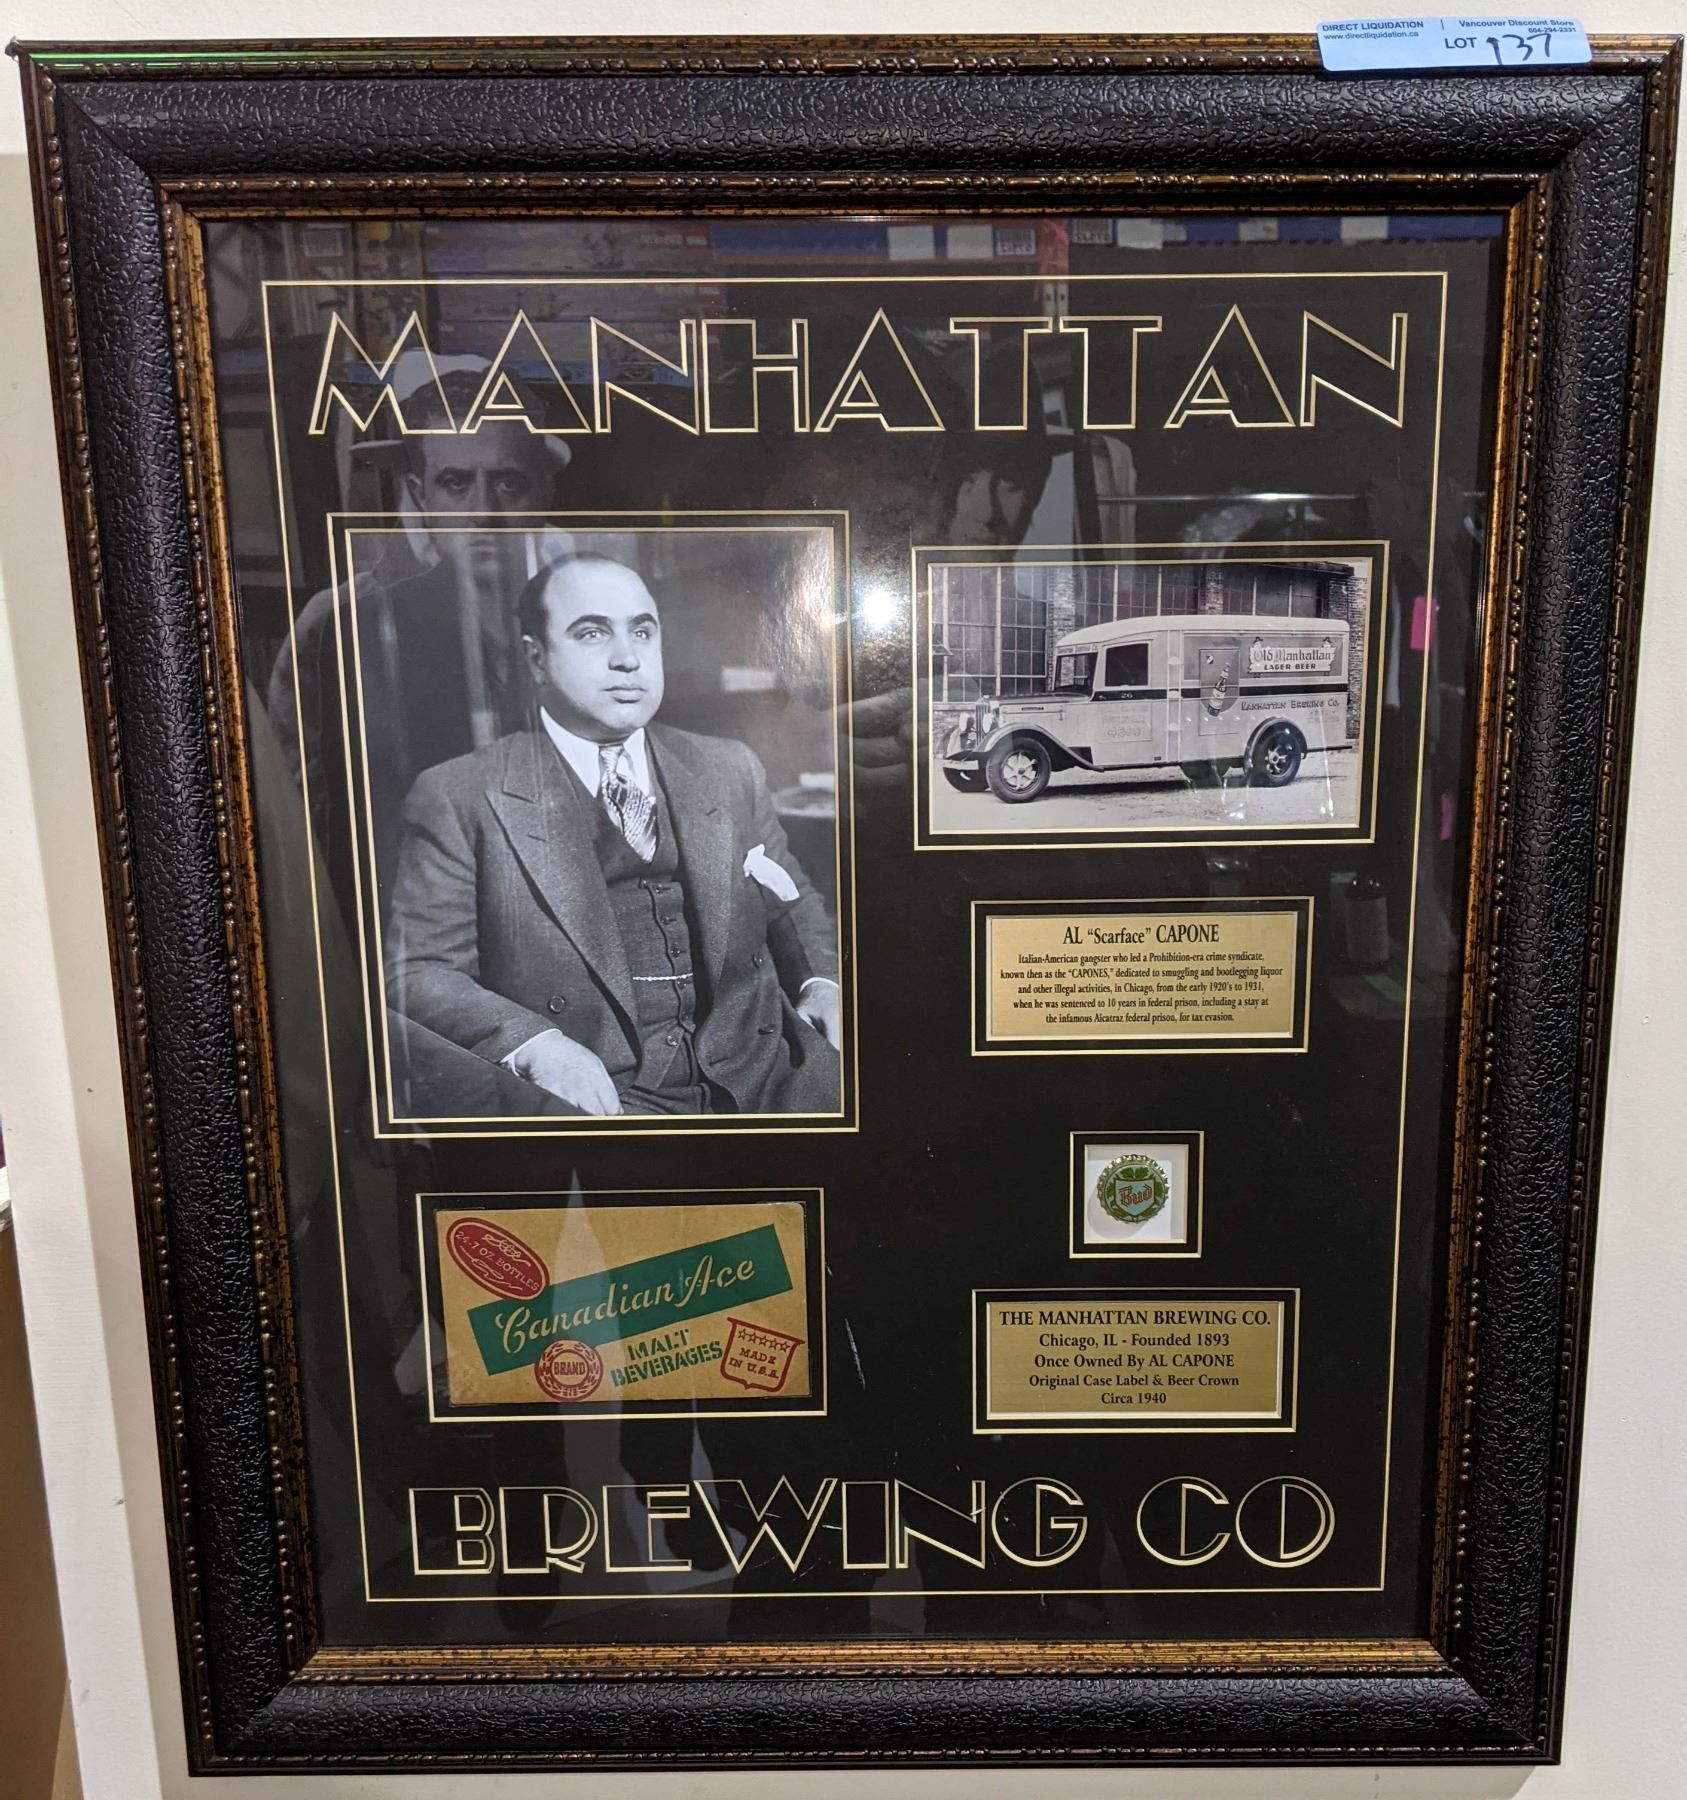 DIRECT LIQUIDATION | Vancouver Discount Store
www.directliquidation.ca 604-294-2331
LOT 137
MANHATTAN
Old Manhattan
LAGER BEER
26
MANHATTAN BREWING CO.
AL “Scarface” CAPONE
Italian-American gangster who led a Prohibition-era crime syndicate,
known then as the “CAPONES,” dedicated to smuggling and bootlegging liquor
and other illegal activities, in Chicago, from the early 1920's to 1931,
when he was sentenced to 10 years in federal prison, including a stay at
the infamous Alcatraz federal prison, for tax evasion.
Bud
24-7 OZ. BOTTLES
Canadian Ace
BRAND
MALT
BEVERAGES
MADE
IN U.S.A.
THE MANHATTAN BREWING CO.
Chicago, IL - Founded 1893
Once Owned By AL CAPONE
Original Case Label & Beer Crown
Circa 1940
BREWING CO